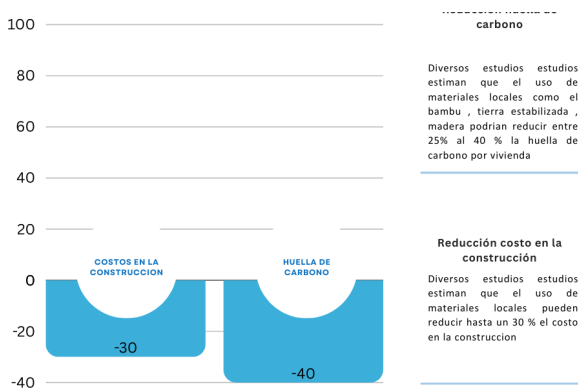 100
80
60
40
20
0
-20
-40
COSTOS EN LA
CONSTRUCCION
HUELLA DE
CARBONO
-30
-40
carbono
Diversos estudios estudios
estiman que el uso de
materiales locales como el
bambu , tierra estabilizada ,
madera podrian reducir entre
25% al 40 % la huella de
carbono por vivienda
Reducción costo en la
construcción
Diversos estudios estudios
estiman que el uso de
materiales locales pueden
reducir hasta un 30 % el costo
en la construccion